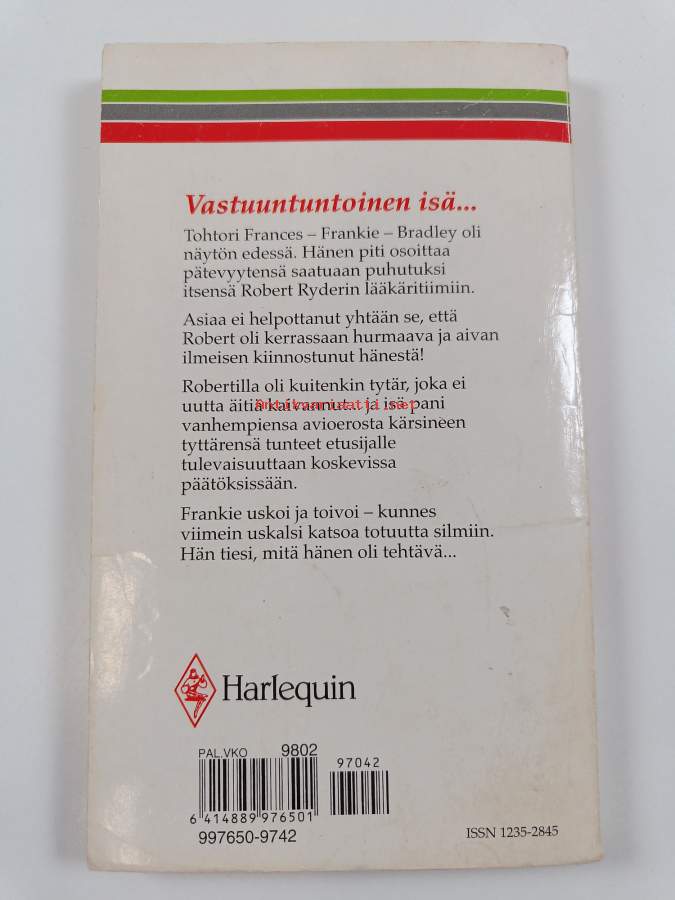 Vastuuntuntoinen isä...
Tohtori Frances – Frankie – Bradley oli
näytön edessä. Hänen piti osoittaa
pätevyytensä saatuaan puhutuksi
itsensä Robert Ryderin lääkäritiimiin.
Asiaa ei helpottanut yhtään se, että
Robert oli kerrassaan hurmaava ja aivan
ilmeisen kiinnostunut hänestä!
Robertilla oli kuitenkin tytär, joka ei
uutta äitiä kaivannut ja isä pani
vanhempiensa avioerosta kärsineen
tyttärensä tunteet etusijalle
tulevaisuuttaan koskevissa
päätöksissään.
Frankie uskoi ja toivoi – kunnes
viimein uskalsi katsoa totuutta silmiin.
Hän tiesi, mitä hänen oli tehtävä...
Harlequin
PAL.VKO 9802
97042
6 414889 976501
997650-9742
ISSN 1235-2845